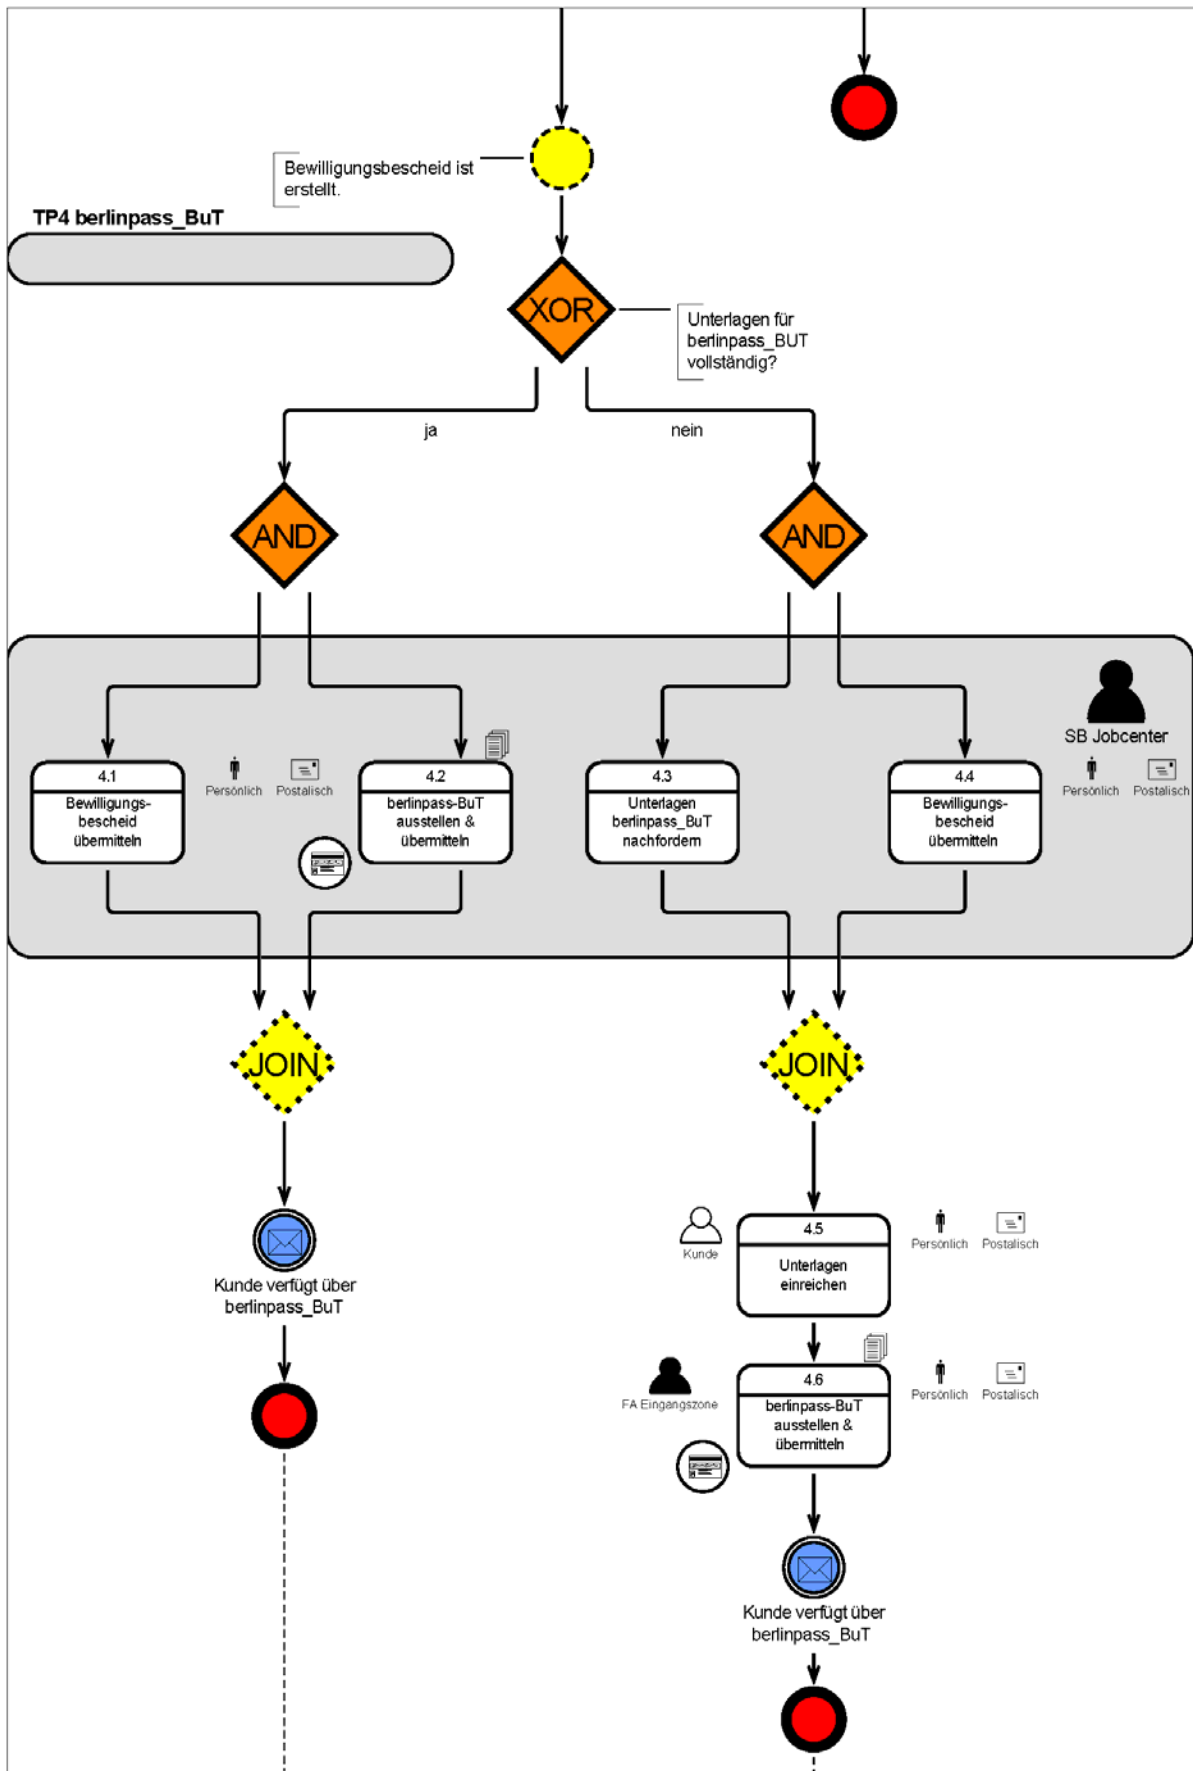 Bewilligungsbescheid ist
erstellt.
TP4 berlinpass_BuT
XOR
Unterlagen für
berlinpass_BUT
vollständig?
ja
nein
AND
AND
SB Jobcenter
4.1
Bewilligungs-
bescheid
übermitteln
Persönlich
Postalisch
4.2
berlinpass-BuT
ausstellen &
übermitteln
4.3
Unterlagen
berlinpass_BuT
nachfordern
4.4
Bewilligungs-
bescheid
übermitteln
Persönlich
Postalisch
JOIN
JOIN
Kunde verfügt über
berlinpass_BuT
Kunde
4.5
Unterlagen
einreichen
Persönlich
Postalisch
FA Eingangszone
4.6
berlinpass-BuT
ausstellen &
übermitteln
Persönlich
Postalisch
Kunde verfügt über
berlinpass_BuT